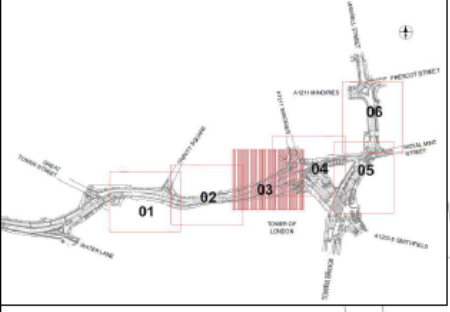 MANSELL STREET
PRESCOT STREET
A1211 MINORIES
A1211 MINORIES
06
ROYAL MINT
STREET
TRINITY SQUARE
GREAT
TOWER STREET
04
05
03
02
01
TOWER OF
LONDON
WATER LANE
A1203 E SMITHFIELD
TOWER BRIDGE